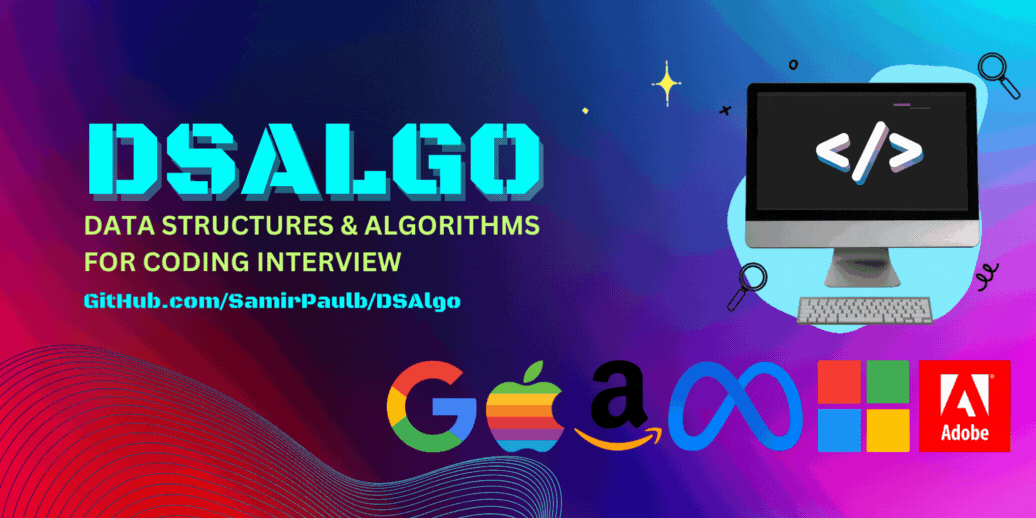 DSALGO
DATA STRUCTURES & ALGORITHMS
FOR CODING INTERVIEW
GitHub.com/SamirPaulb/DSAlgo
</>
Adobe